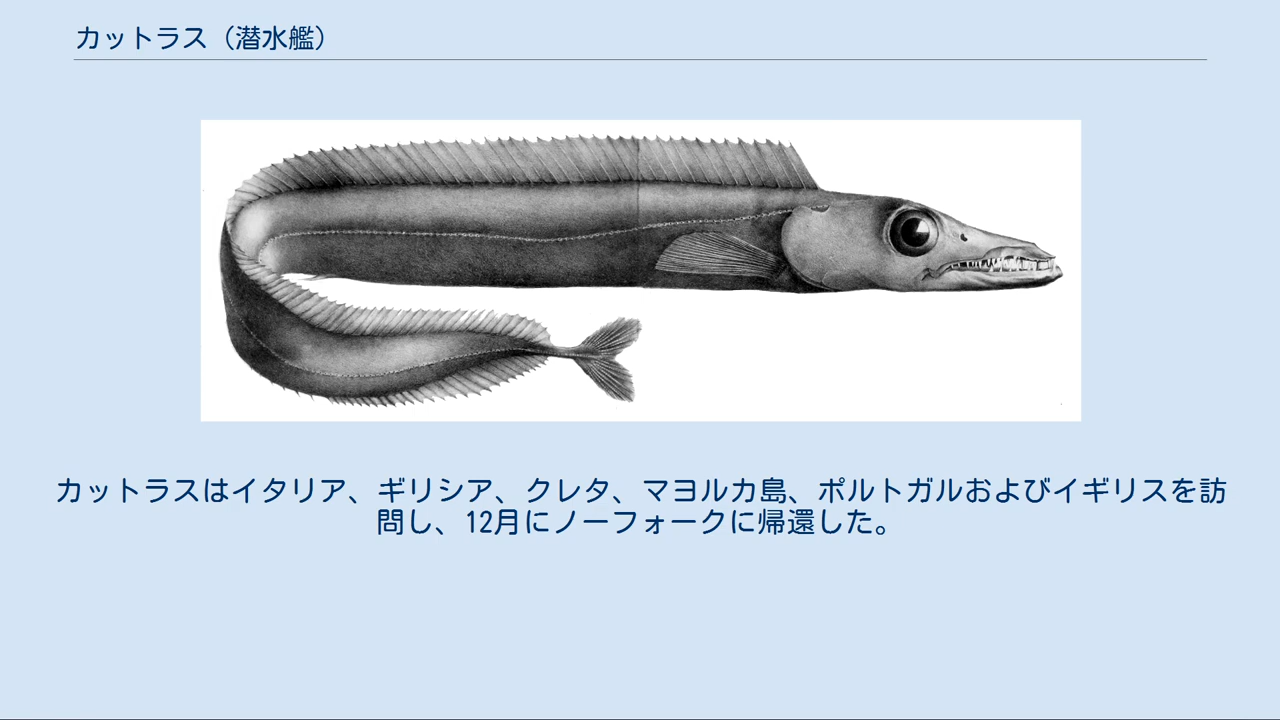 カットラス（潜水艦）
カットラスはイタリア、ギリシア、クレタ、マヨルカ島、ポルトガルおよびイギリスを訪
問し、12月にノーフォークに帰還した。